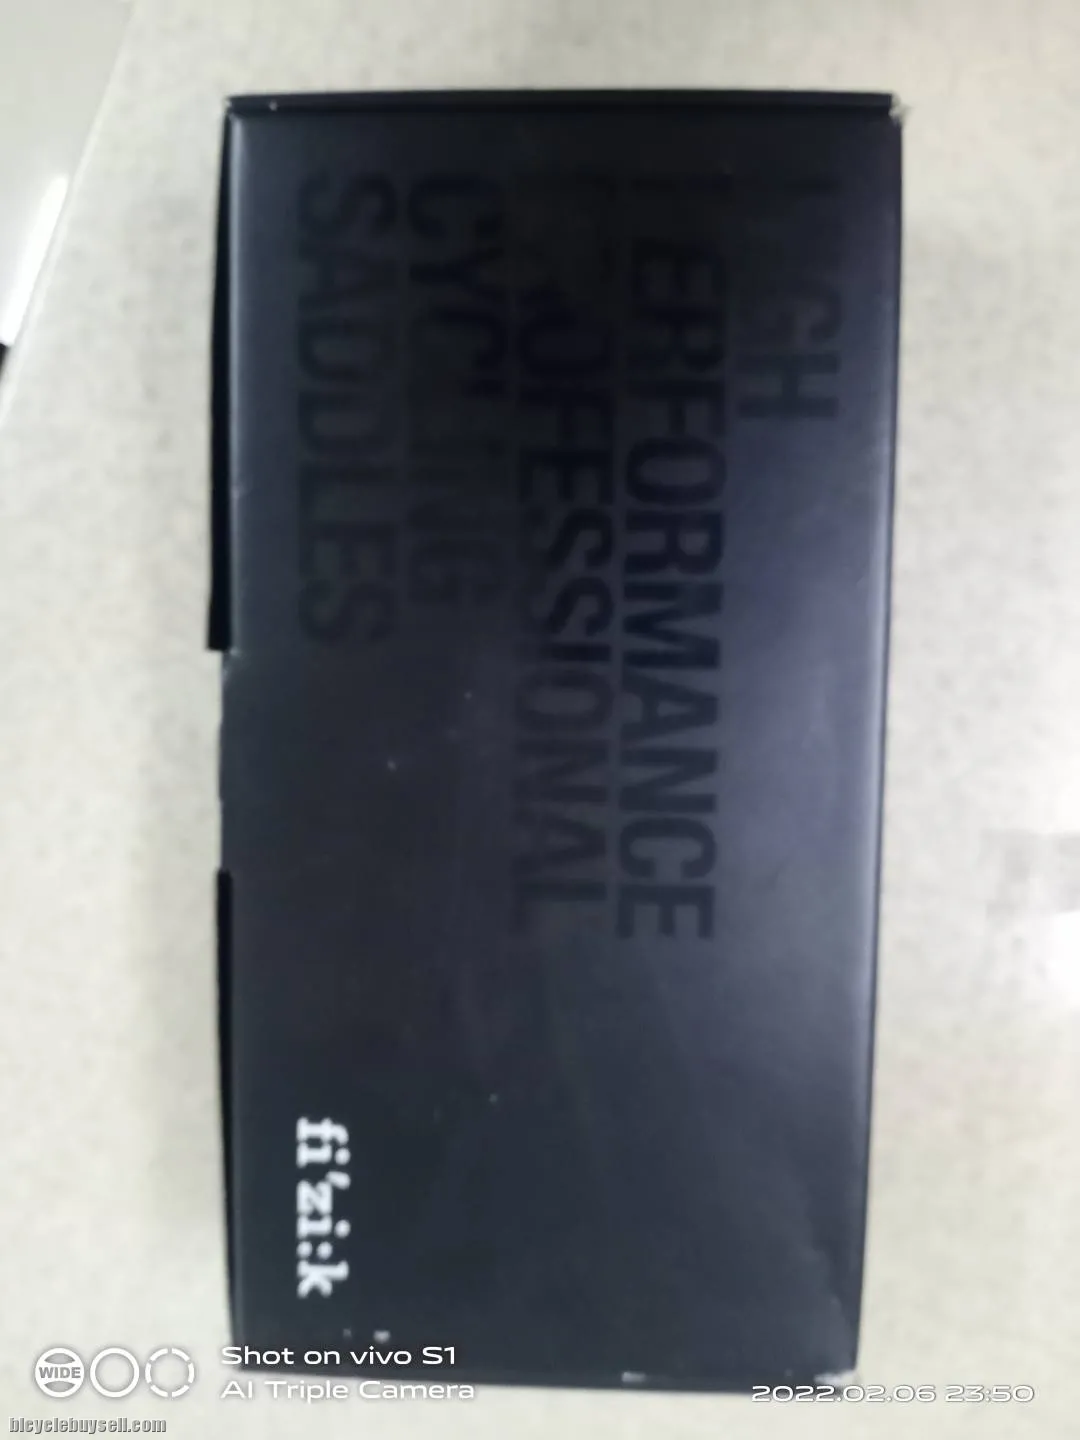 HIGH
PERFORMANCE
PROFESSIONAL
CYCLING
SADDLES
fi'zi:k
WIDE
Shot on vivo S1
AI Triple Camera
2022.02.06 23:50
bicyclebuysell.com